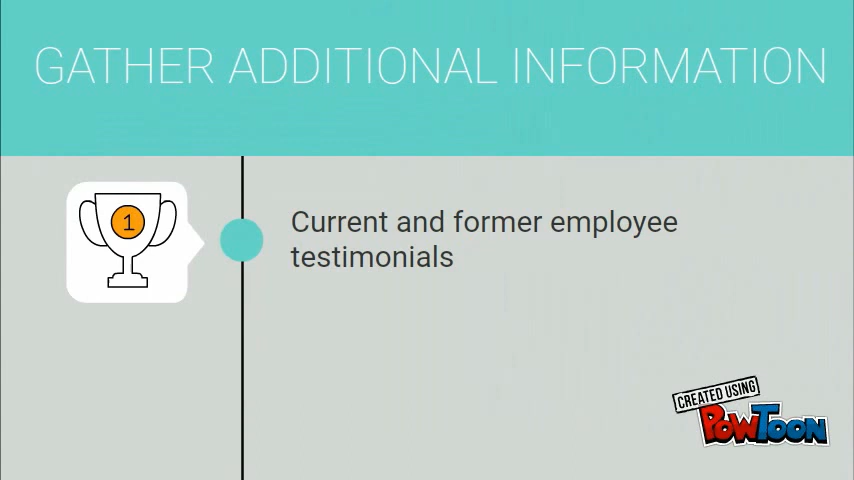 GATHER ADDITIONAL INFORMATION
1
Current and former employee
testimonials
CREATED USING
POWTOON